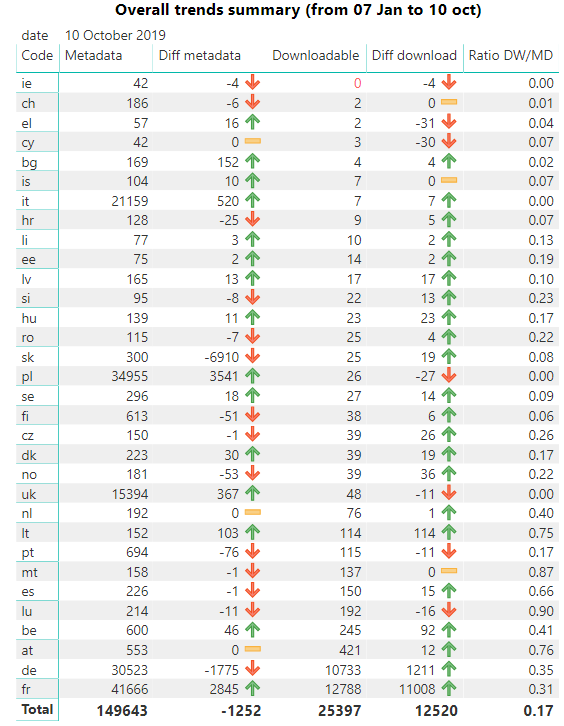 Overall trends summary (from 07 Jan to 10 oct)
date 10 October 2019
Code Metadata Diff metadata Downloadable Diff download Ratio DW/MD
ie 42 -4 0 -4 0.00
ch 186 -6 2 0 0.01
el 57 16 2 -31 0.04
cy 42 0 3 -30 0.07
bg 169 152 4 4 0.02
is 104 10 7 0 0.07
it 21159 520 7 7 0.00
hr 128 -25 9 5 0.07
li 77 3 10 2 0.13
ee 75 2 14 2 0.19
lv 165 13 17 17 0.10
si 95 -8 22 13 0.23
hu 139 11 23 23 0.17
ro 115 -7 25 4 0.22
sk 300 -6910 25 19 0.08
pl 34955 3541 26 -27 0.00
se 296 18 27 14 0.09
fi 613 -51 38 6 0.06
cz 150 -1 39 26 0.26
dk 223 30 39 19 0.17
no 181 -53 39 36 0.22
uk 15394 367 48 -11 0.00
nl 192 0 76 1 0.40
lt 152 103 114 114 0.75
pt 694 -76 115 -11 0.17
mt 158 -1 137 0 0.87
es 226 -1 150 15 0.66
lu 214 -11 192 -16 0.90
be 600 46 245 92 0.41
at 553 0 421 12 0.76
de 30523 -1775 10733 1211 0.35
fr 41666 2845 12788 11008 0.31
Total 149643 -1252 25397 12520 0.17